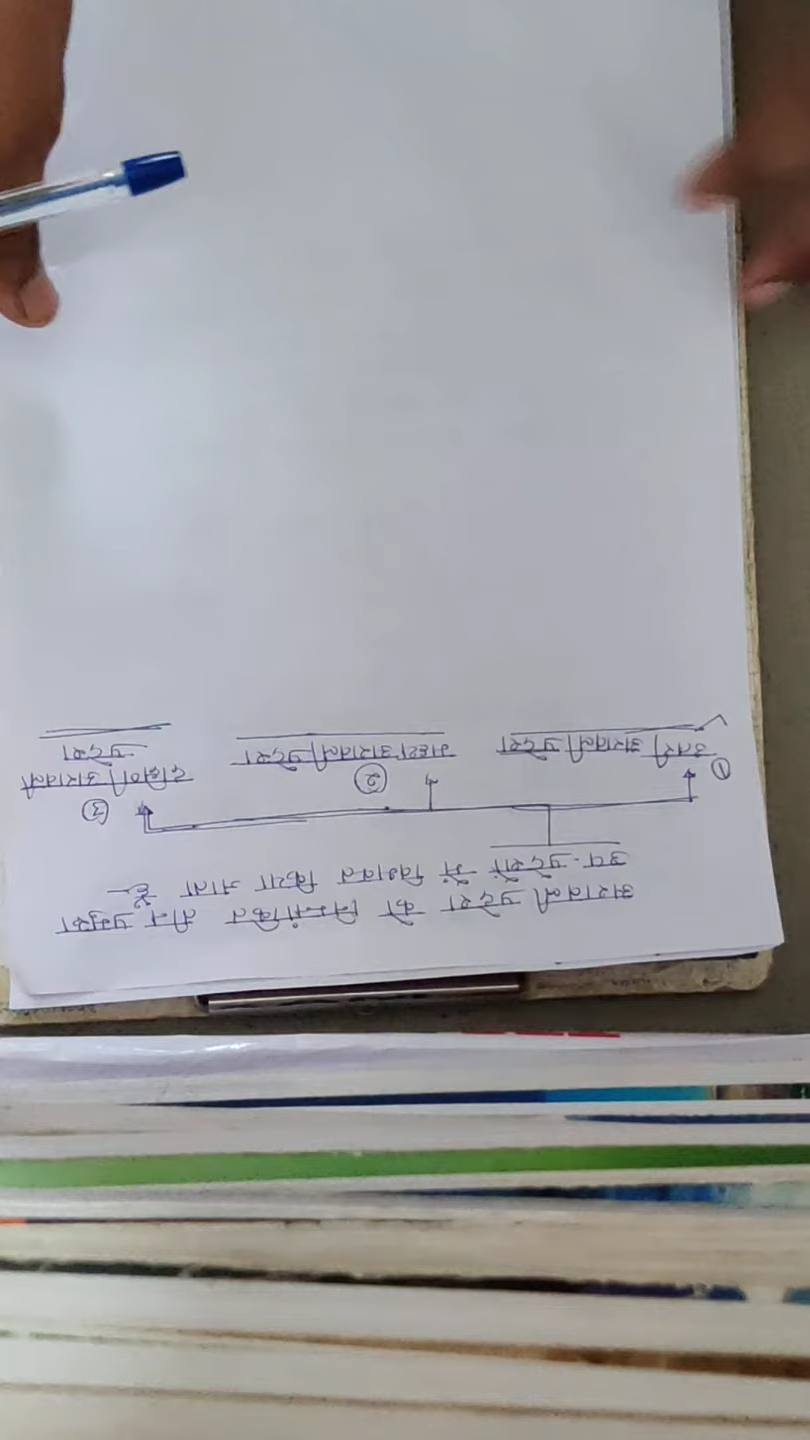 अरावली प्रदेश को निम्नांकित तीन प्रमुख
उप-प्रदेशों में विभक्त किया जाता है-
① उत्तरी अरावली प्रदेश
② मध्य अरावली प्रदेश
③ दक्षिणी अरावली
प्रदेश